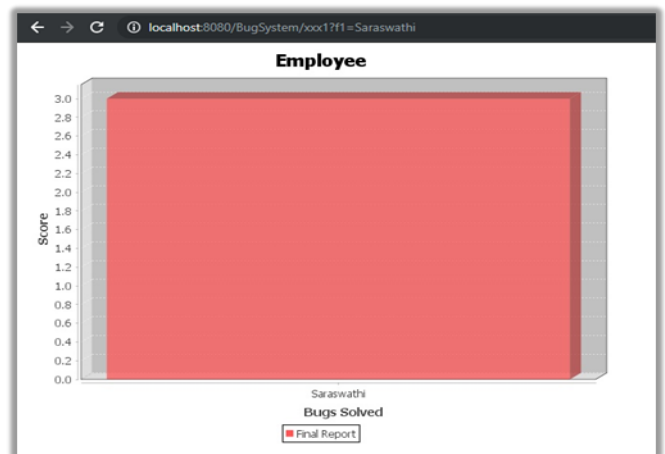 localhost:8080/BugSystem/xxx1?f1=Saraswathi
Employee
3.0
2.8
2.6
2.4
2.2
2.0
1.8
1.6
1.4
1.2
1.0
0.8
0.6
0.4
0.2
0.0
Score
Saraswathi
Bugs Solved
Final Report